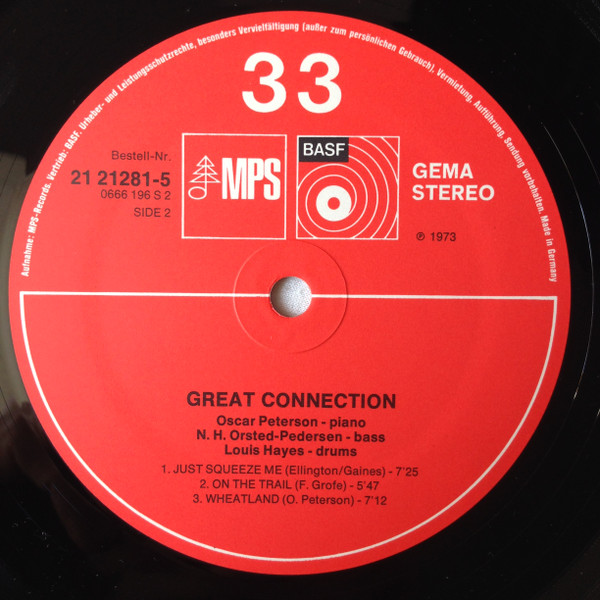 Aufnahme: MPS-Records. Vertrieb: BASF. Urheber- und Leistungsschutzrechte, besonders Vervielfältigung (außer zum persönlichen Gebrauch), Vermietung, Aufführung, Sendung vorbehalten. Made in Germany
33
Bestell-Nr.
21 21281-5
0666 196 S 2
SIDE 2
MPS
BASF
GEMA
STEREO
℗ 1973
GREAT CONNECTION
Oscar Peterson - piano
N. H. Orsted-Pedersen - bass
Louis Hayes - drums
1. JUST SQUEEZE ME (Ellington/Gaines) - 7'25
2. ON THE TRAIL (F. Grofe) - 5'47
3. WHEATLAND (O. Peterson) - 7'12